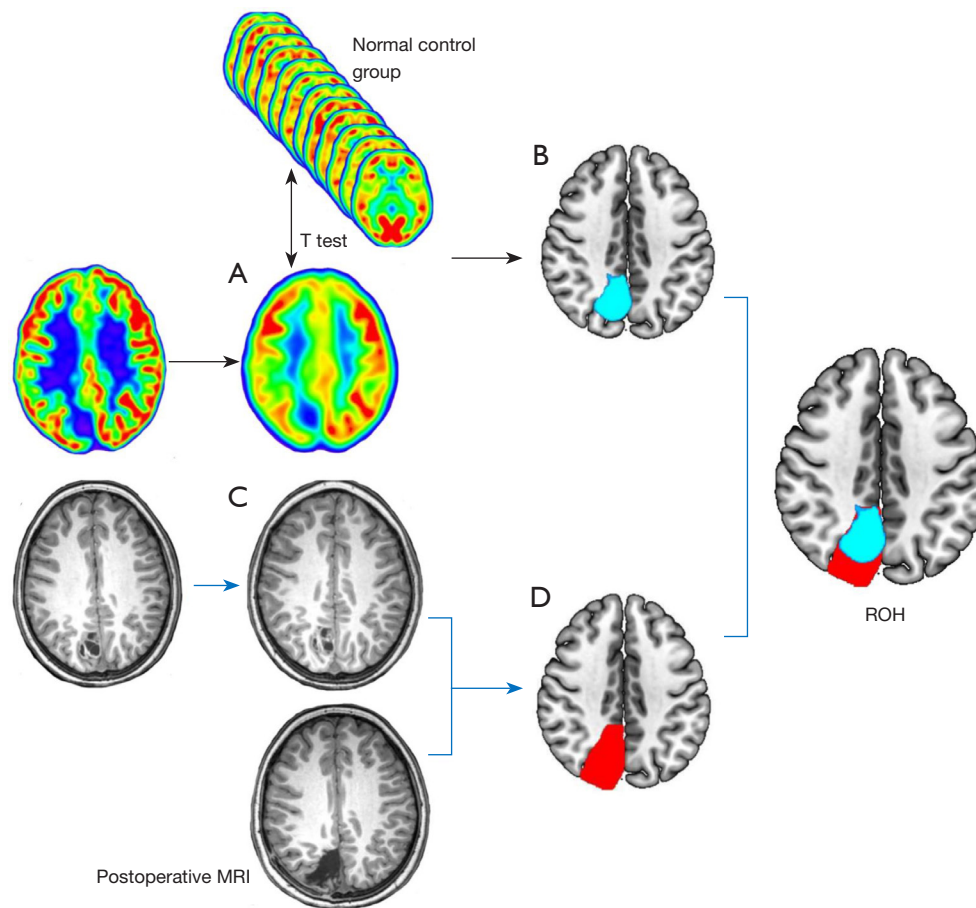 Normal control
group
B
T test
A
C
D
ROH
Postoperative MRI